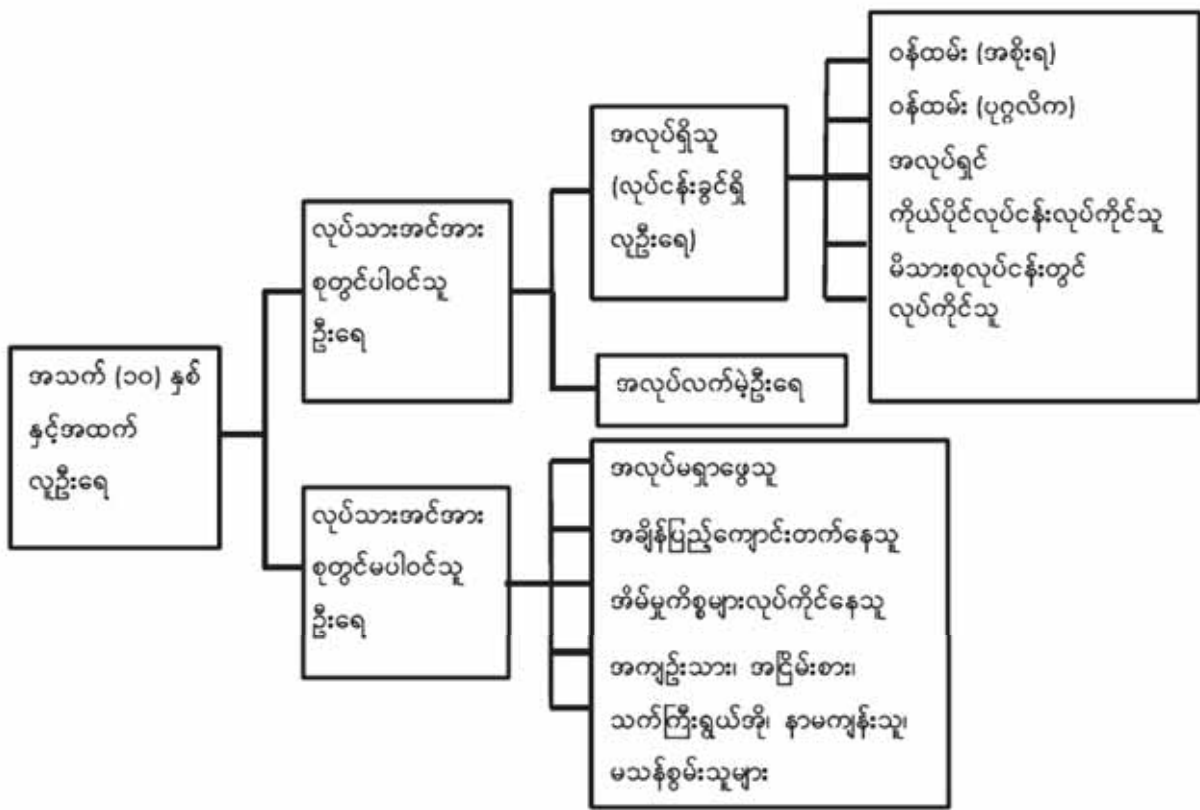 အသက် (၁၀) နှစ်
နှင့်အထက်
လူဦးရေ
လုပ်သားအင်အား
စုတွင်ပါဝင်သူ
ဦးရေ
အလုပ်ရှိသူ
(လုပ်ငန်းခွင်ရှိ
လူဦးရေ)
ဝန်ထမ်း (အစိုးရ)
ဝန်ထမ်း (ပုဂ္ဂလိက)
အလုပ်ရှင်
ကိုယ်ပိုင်လုပ်ငန်းလုပ်ကိုင်သူ
မိသားစုလုပ်ငန်းတွင်
လုပ်ကိုင်သူ
အလုပ်လက်မဲ့ဦးရေ
လုပ်သားအင်အား
စုတွင်မပါဝင်သူ
ဦးရေ
အလုပ်မရှာဖွေသူ
အချိန်ပြည့်ကျောင်းတက်နေသူ
အိမ်မှုကိစ္စများလုပ်ကိုင်နေသူ
အကျဉ်းသား၊ အငြိမ်းစား၊
သက်ကြီးရွယ်အို၊ နာမကျန်းသူ၊
မသန်စွမ်းသူများ